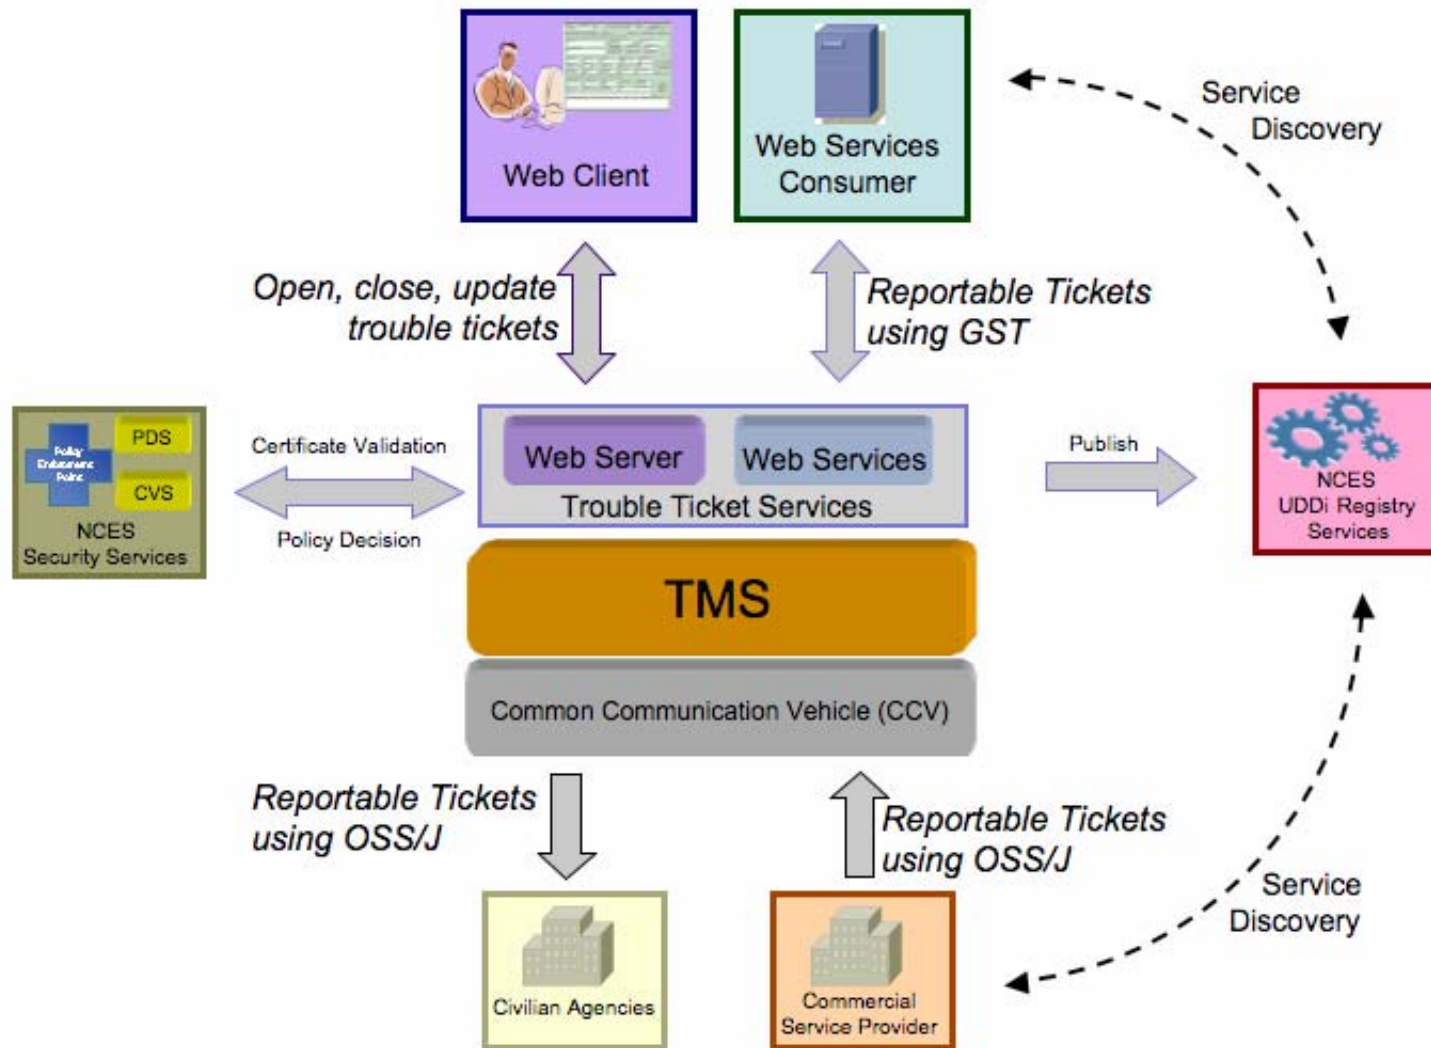 Web Client
Web Services
Consumer
Service
Discovery
Open, close, update
trouble tickets
Reportable Tickets
using GST
Policy
Enforcement
Point
PDS
CVS
NCES
Security Services
Certificate Validation
Policy Decision
Web Server
Web Services
Trouble Ticket Services
Publish
NCES
UDDi Registry
Services
TMS
Common Communication Vehicle (CCV)
Reportable Tickets
using OSS/J
Reportable Tickets
using OSS/J
Service
Discovery
Civilian Agencies
Commercial
Service Provider